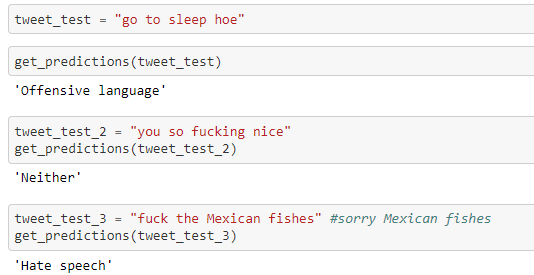 tweet_test = "go to sleep hoe"
get_predictions(tweet_test)
'Offensive language'
tweet_test_2 = "you so fucking nice"
get_predictions(tweet_test_2)
'Neither'
tweet_test_3 = "fuck the Mexican fishes" #sorry Mexican fishes
get_predictions(tweet_test_3)
'Hate speech'